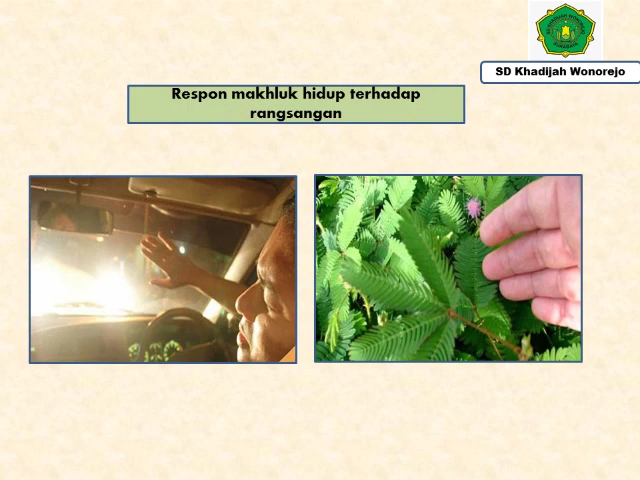 SD Khadijah Wonorejo
Respon makhluk hidup terhadap
rangsangan